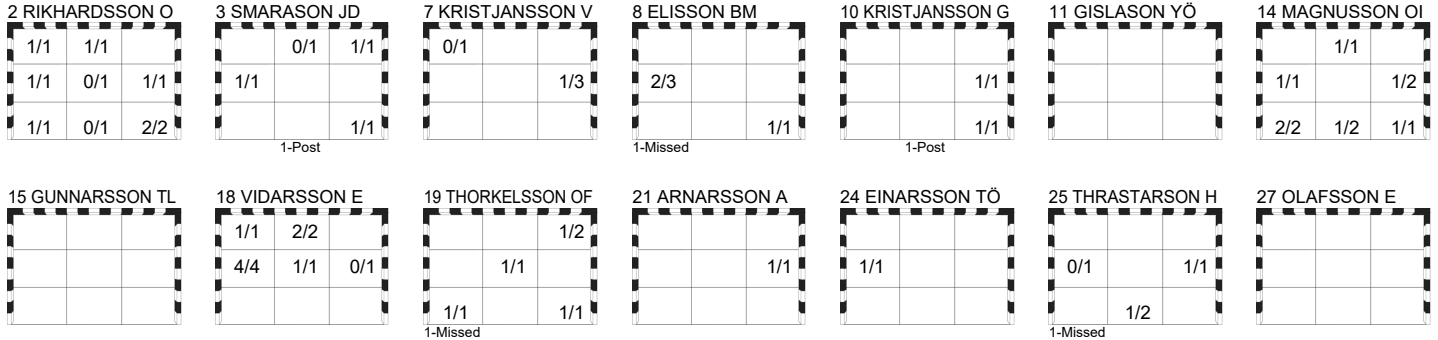 2 RIKHARDSSON O 3 SMARASON JD 7 KRISTJANSSON V 8 ELISSON BM 10 KRISTJANSSON G 11 GISLASON YÖ 14 MAGNUSSON OI
1/1 1/1 0/1 1/1 0/1 1/1
1/1 0/1 1/1 1/1 1/3 2/3 1/1 1/1 1/2
1/1 0/1 2/2 1/1 1/1 1/1 2/2 1/2 1/1
1-Post 1-Missed 1-Post
15 GUNNARSSON TL 18 VIDARSSON E 19 THORKELSSON OF 21 ARNARSSON A 24 EINARSSON TÖ 25 THRASTARSON H 27 OLAFSSON E
1/1 2/2 1/2
4/4 1/1 0/1 1/1 1/1 1/1 0/1 1/1
1/1 1/1 1/2
1-Missed 1-Missed